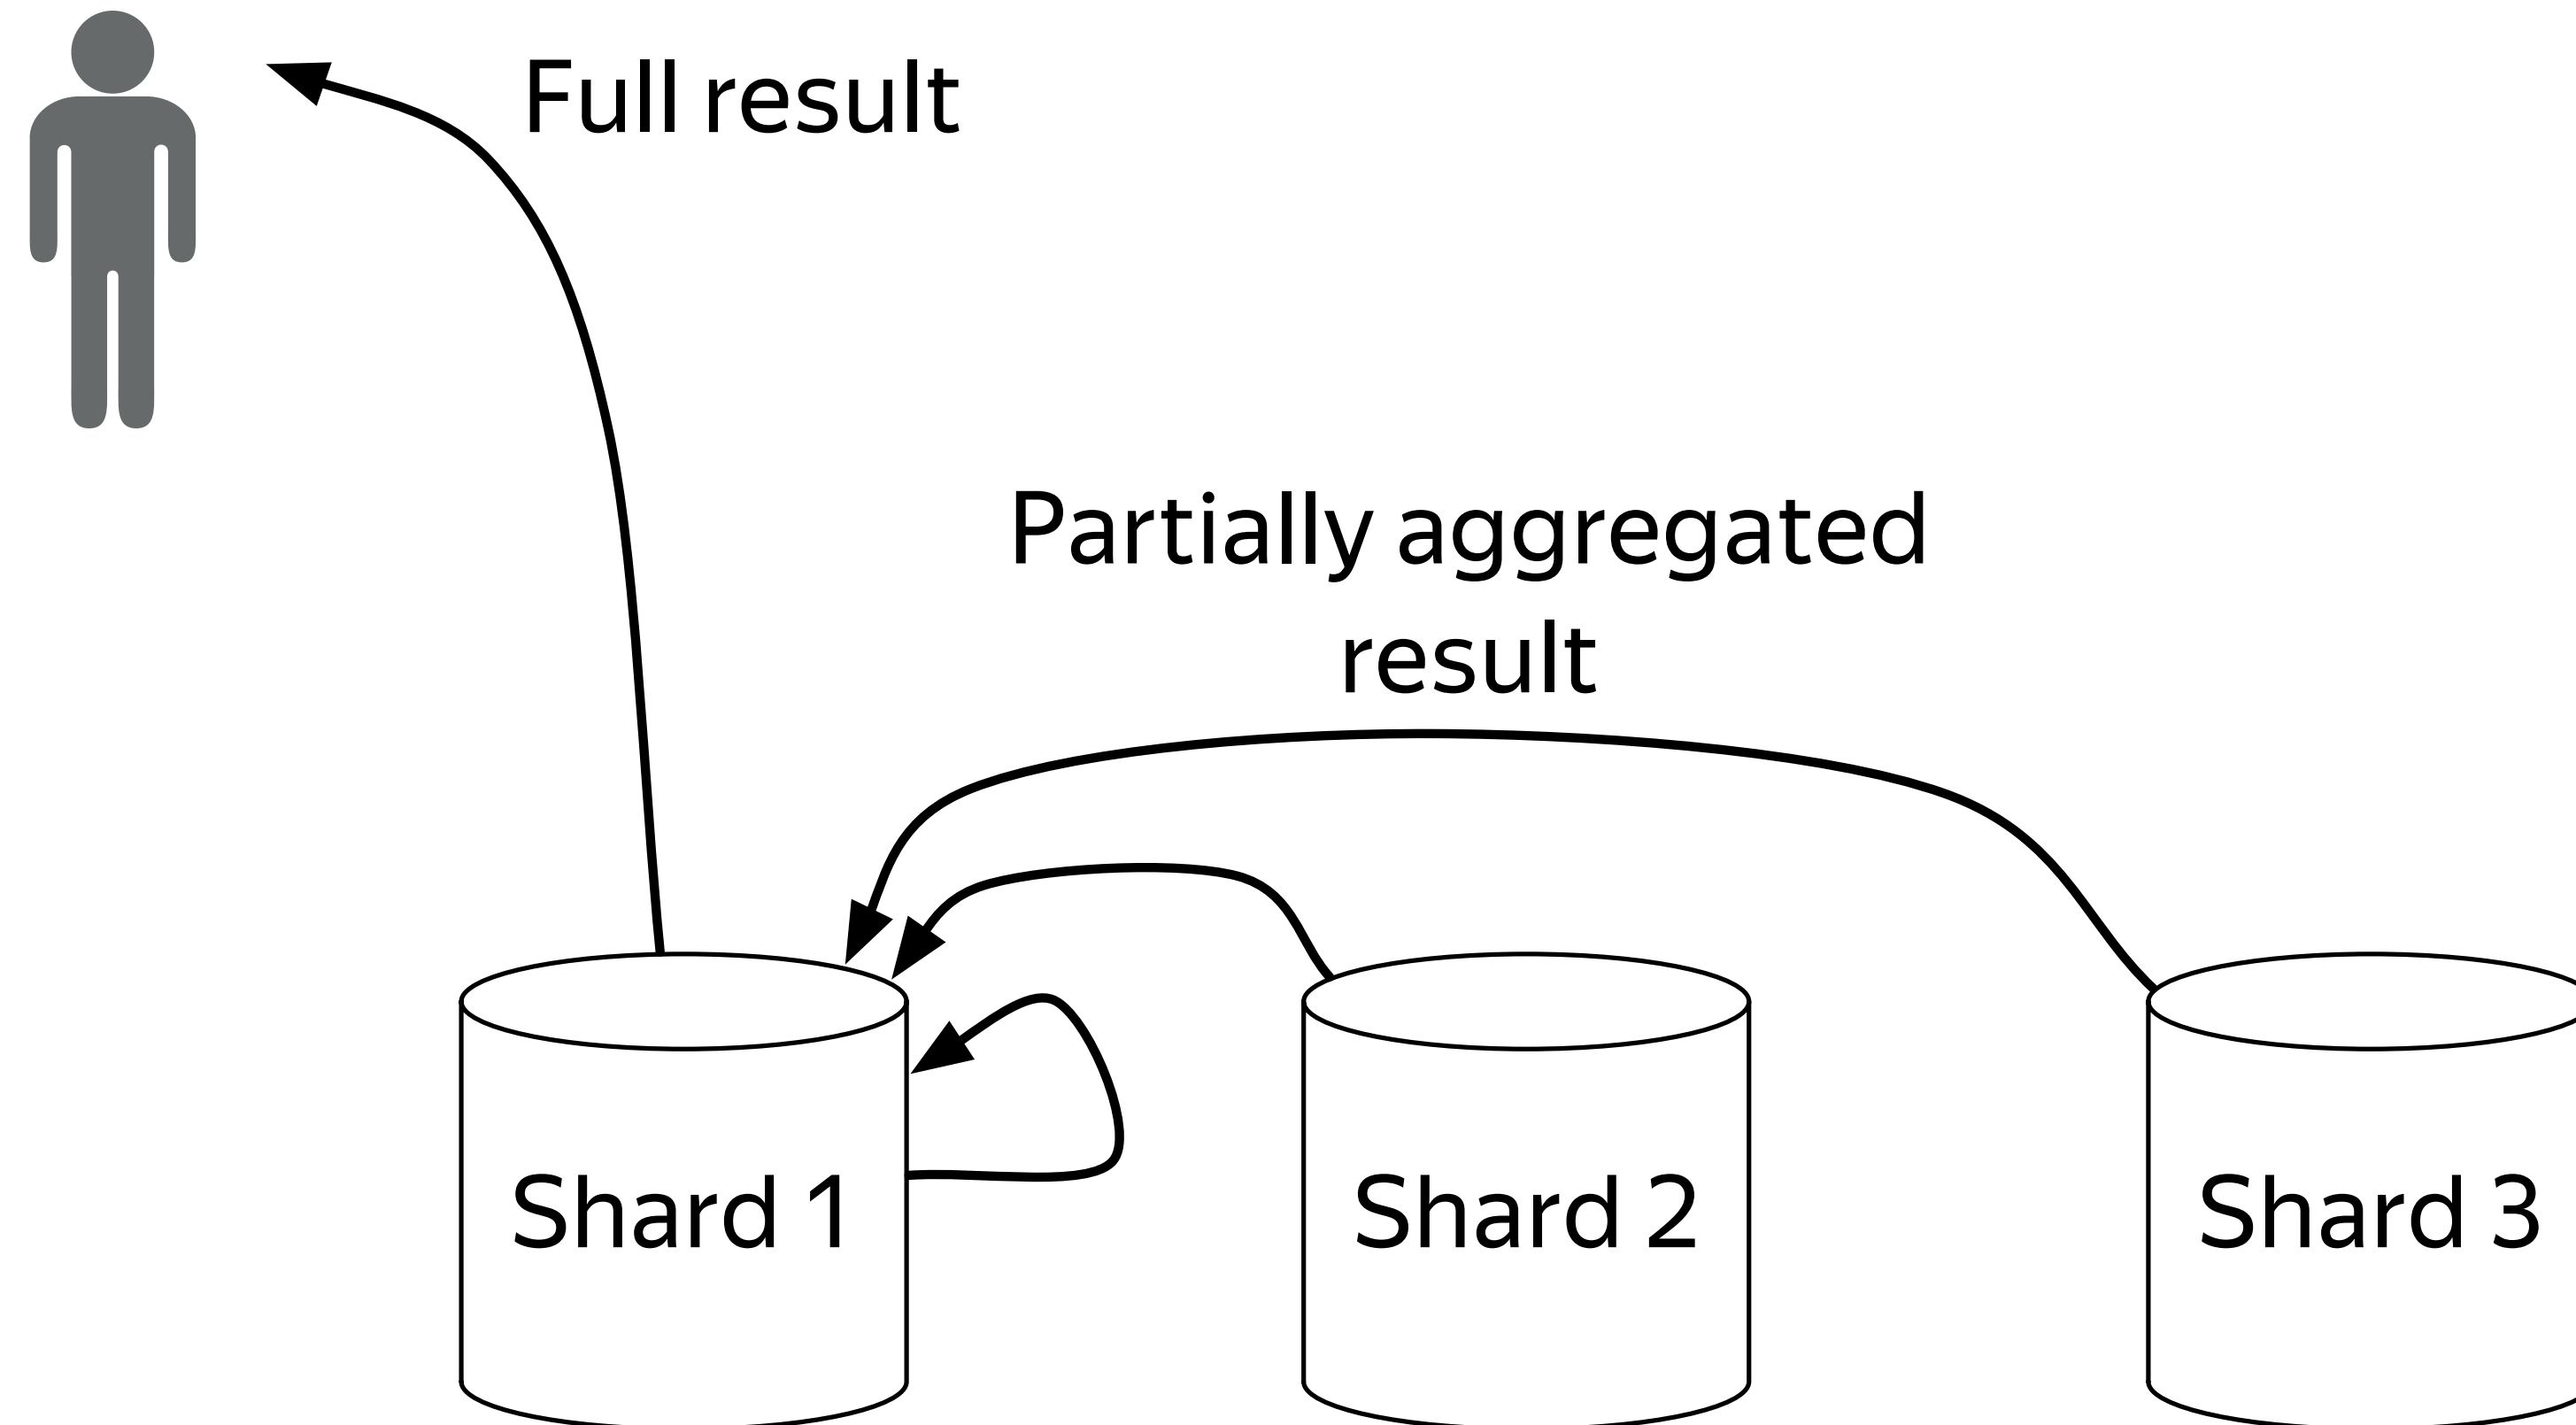 Full result
Partially aggregated
result
Shard 1
Shard 2
Shard 3